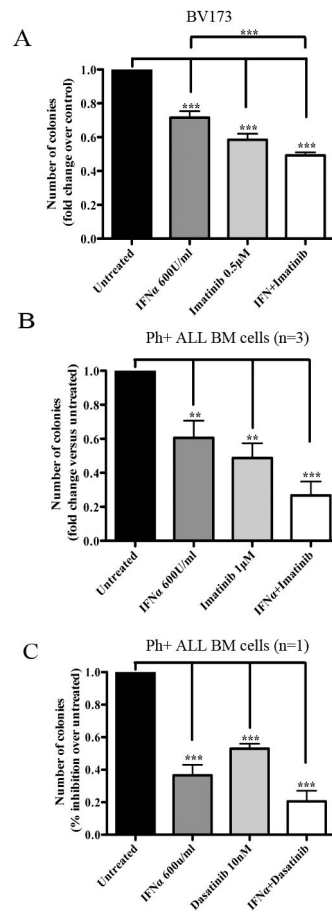 BV173
A
***
Number of colonies
(fold change over control)
1.0
0.8
0.6
0.4
0.2
0.0
***
***
***
Untreated
IFNα 600U/ml
Imatinib 0.5µM
IFN+Imatinib
B
Ph+ ALL BM cells (n=3)
Number of colonies
(fold change versus untreated)
1.0
0.8
0.6
0.4
0.2
0.0
**
**
***
Untreated
IFNα 600U/ml
Imatinib 1µM
IFNα+Imatinib
C
Ph+ ALL BM cells (n=1)
Number of colonies
(% inhibition over untreated)
1.0
0.8
0.6
0.4
0.2
0.0
***
***
***
Untreated
IFNα 600u/ml
Dasatinib 10nM
IFNα+Dasatinib